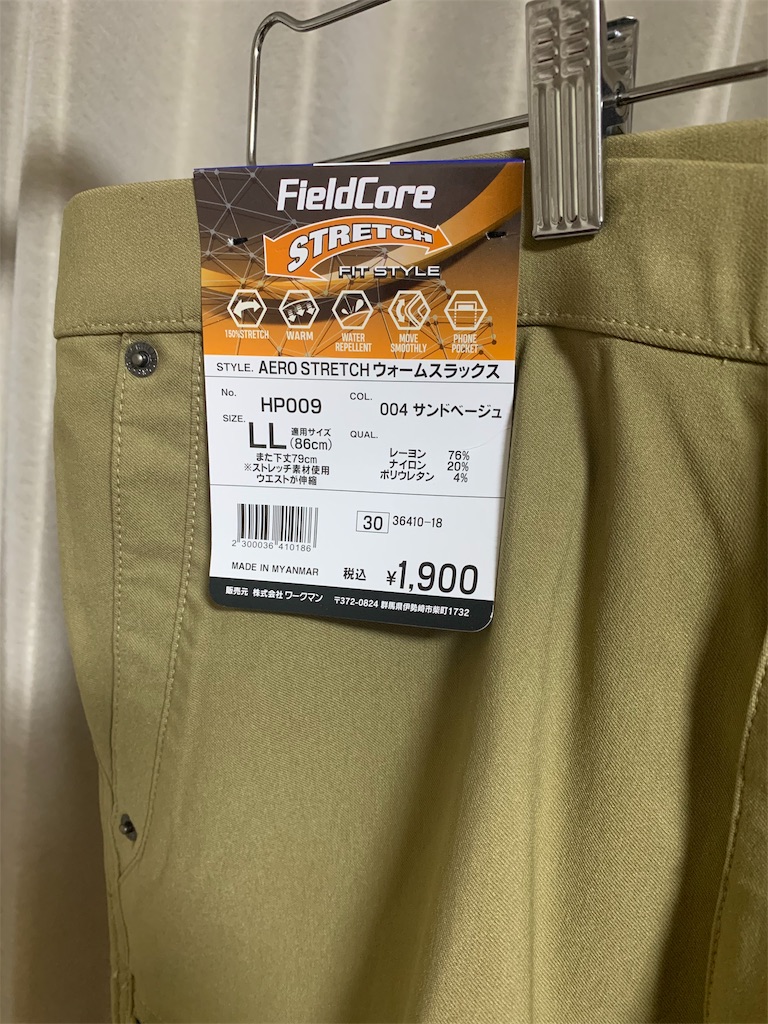 FieldCore
STRETCH
FIT STYLE
150%STRETCH
WARM
WATER REPELLENT
MOVE SMOOTHLY
PHONE POCKET
STYLE. AERO STRETCH ウォームスラックス
No. HP009
COL. 004 サンドベージュ
SIZE. LL 適用サイズ (86cm)
また下丈79cm
※ストレッチ素材使用
ウエストが伸縮
QUAL.
レーヨン 76%
ナイロン 20%
ポリウレタン 4%
30 36410-18
2 300036 410186
MADE IN MYANMAR 税込 ¥1,900
販売元 株式会社 ワークマン 〒372-0824 群馬県伊勢崎市柴町1732